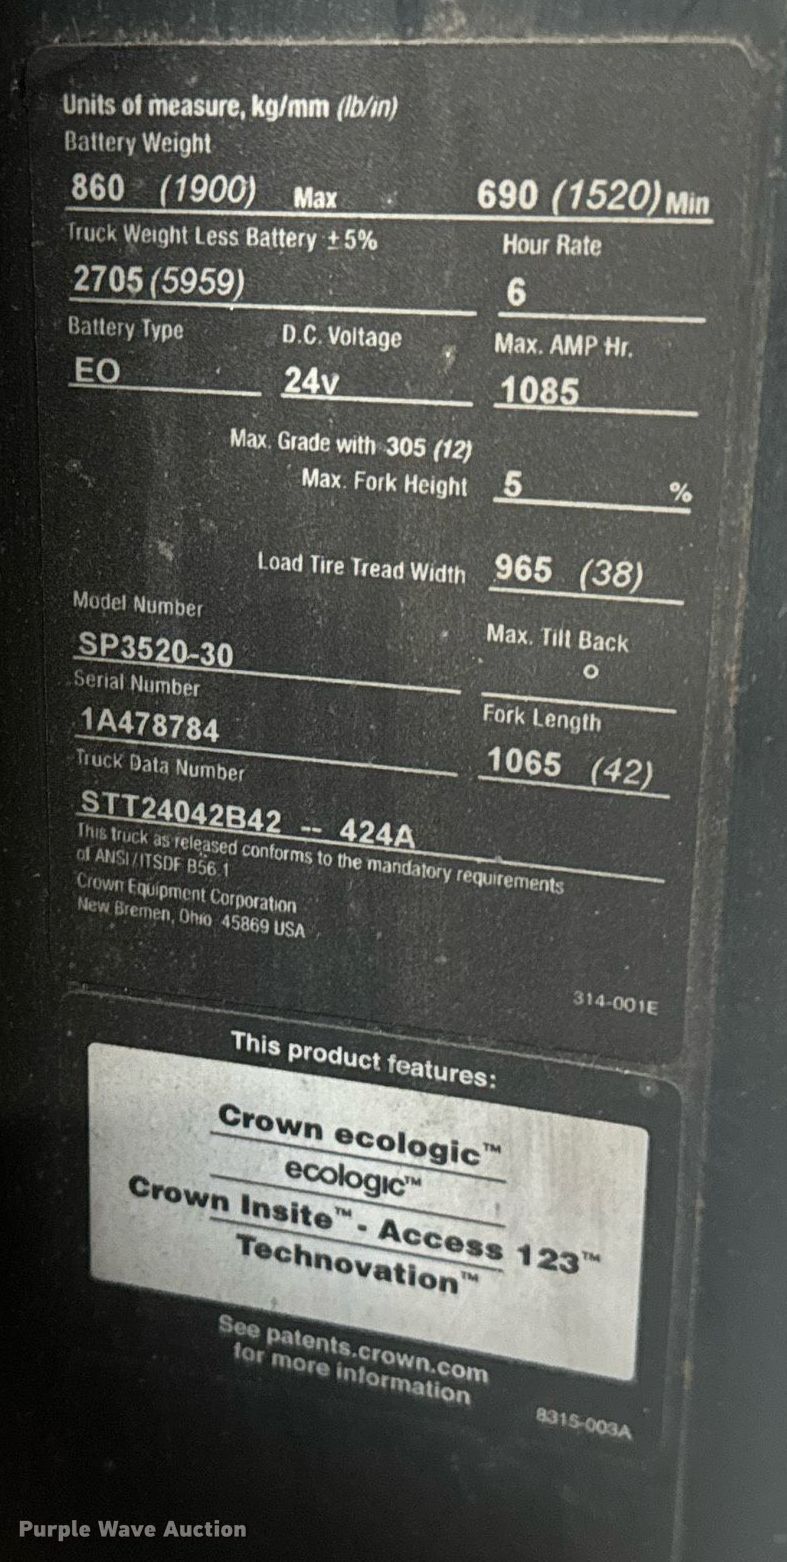 Units of measure, kg/mm (lb/in)
Battery Weight
860 (1900) Max 690 (1520) Min
Truck Weight Less Battery ±5% Hour Rate
2705 (5959) 6
Battery Type D.C. Voltage Max. AMP Hr.
EO 24v 1085
Max. Grade with 305 (12)
Max. Fork Height 5 %
Load Tire Tread Width 965 (38)
Model Number Max. Tilt Back
SP3520-30 o
Serial Number Fork Length
1A478784 1065 (42)
Truck Data Number
STT24042B42 -- 424A
This truck as released conforms to the mandatory requirements
of ANSI/ITSDF B56.1
Crown Equipment Corporation
New Bremen, Ohio 45869 USA
314-001E
This product features:
Crown ecologic™
ecologic™
Crown Insite™ - Access 123™
Technovation™
See patents.crown.com
for more information
8315-003A
Purple Wave Auction